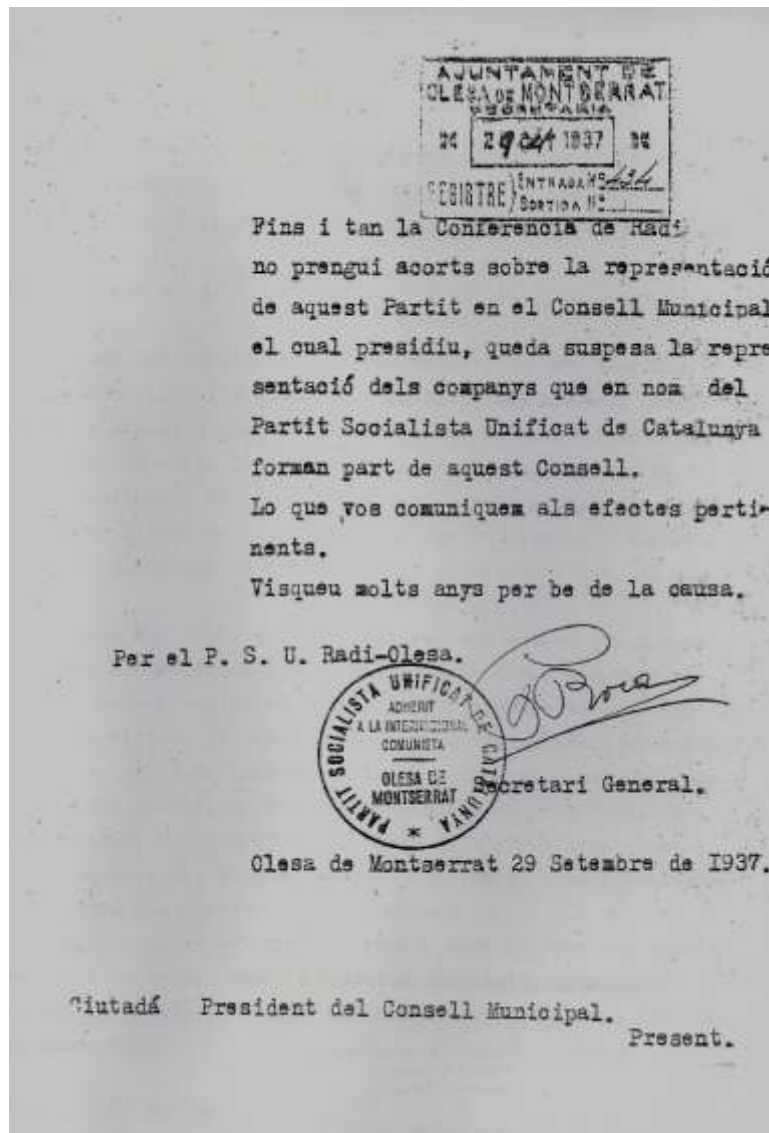 AJUNTAMENT DE
OLESA DE MONTSERRAT
SECRETARIA
29 1937
REGISTRE ENTRADA Nº 434
SORTIDA Nº
Fins i tan la Conferencia de Radi
no prengui acorts sobre la representació
de aquest Partit en el Consell Municipal
el cual presidiu, queda suspesa la repre
sentació dels companys que en nom del
Partit Socialista Unificat de Catalunya
forman part de aquest Consell.
Lo que vos comuniquem als efectes perti-
nents.
Visqueu molts anys per be de la causa.
Per el P. S. U. Radi-Olesa.
PARTIT SOCIALISTA UNIFICAT DE CATALUNYA
ADHERIT
A LA INTERNACIONAL
COMUNISTA
OLESA DE
MONTSERRAT
*
Secretari General.
Olesa de Montserrat 29 Setembre de I937.
Ciutadá President del Consell Municipal.
Present.